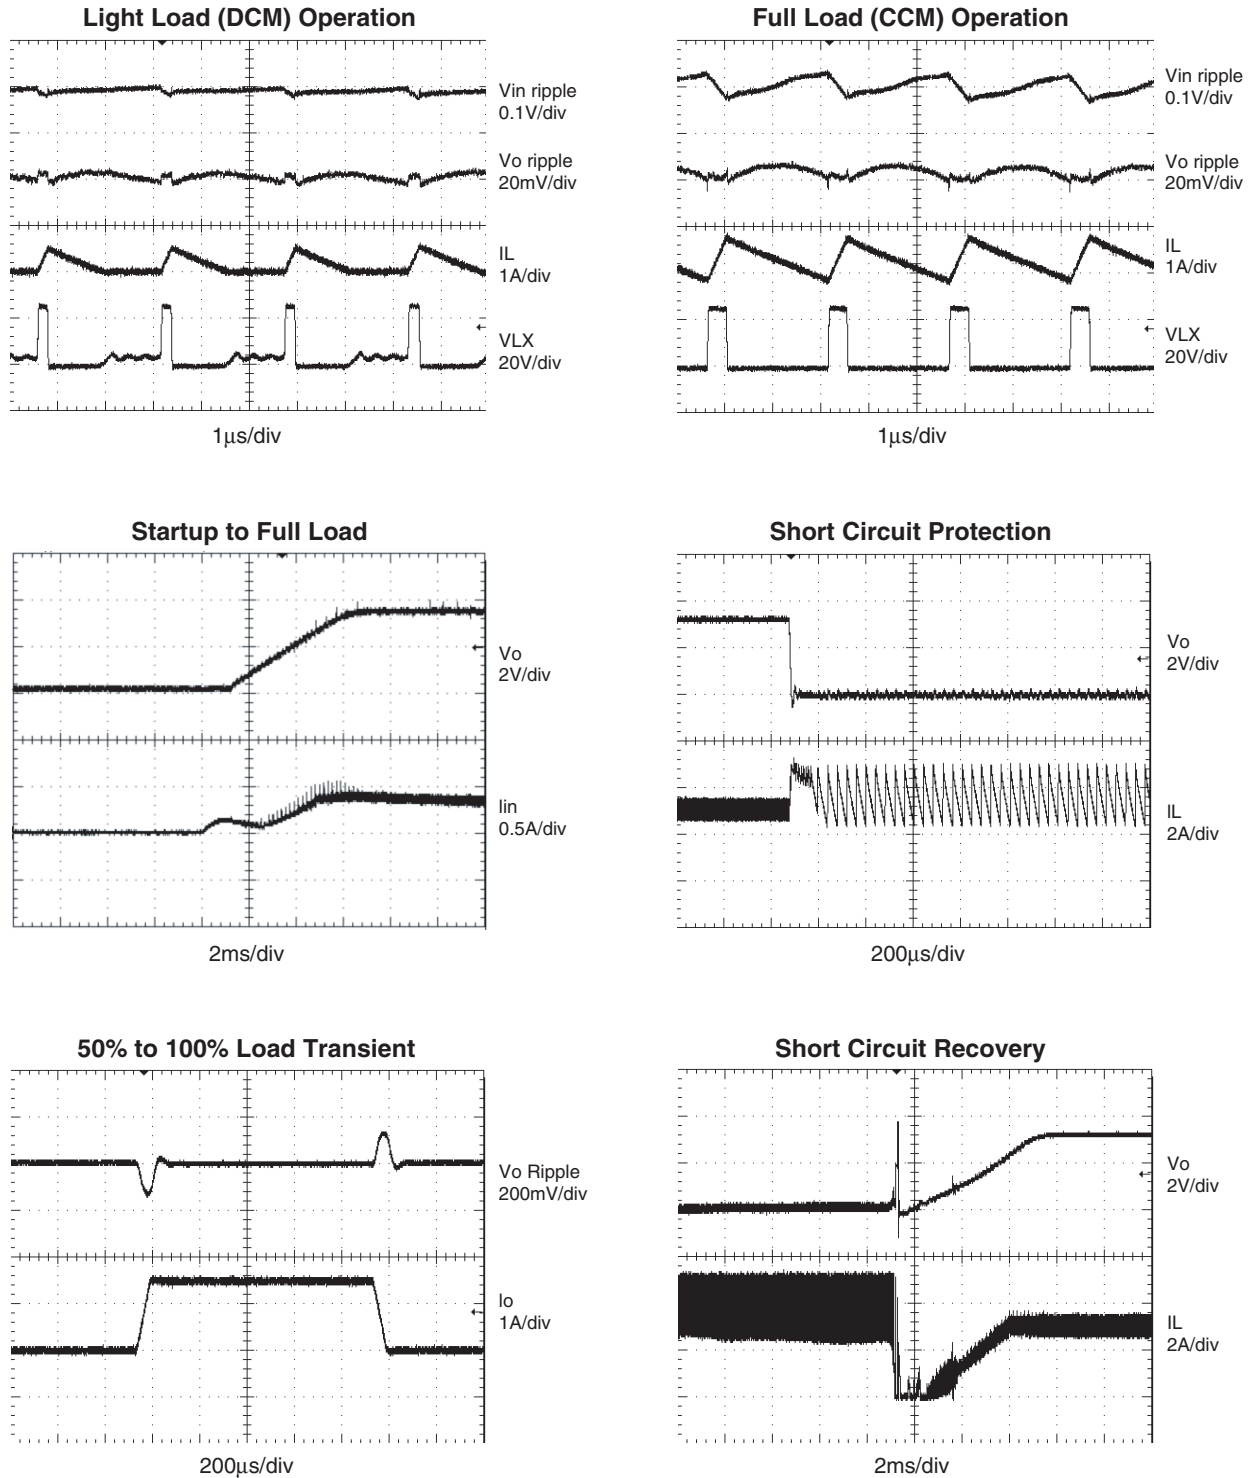 Light Load (DCM) Operation
Vin ripple
0.1V/div
Vo ripple
20mV/div
IL
1A/div
VLX
20V/div
1μs/div
Full Load (CCM) Operation
Vin ripple
0.1V/div
Vo ripple
20mV/div
IL
1A/div
VLX
20V/div
1μs/div
Startup to Full Load
Vo
2V/div
Iin
0.5A/div
2ms/div
Short Circuit Protection
Vo
2V/div
IL
2A/div
200μs/div
50% to 100% Load Transient
Vo Ripple
200mV/div
Io
1A/div
200μs/div
Short Circuit Recovery
Vo
2V/div
IL
2A/div
2ms/div